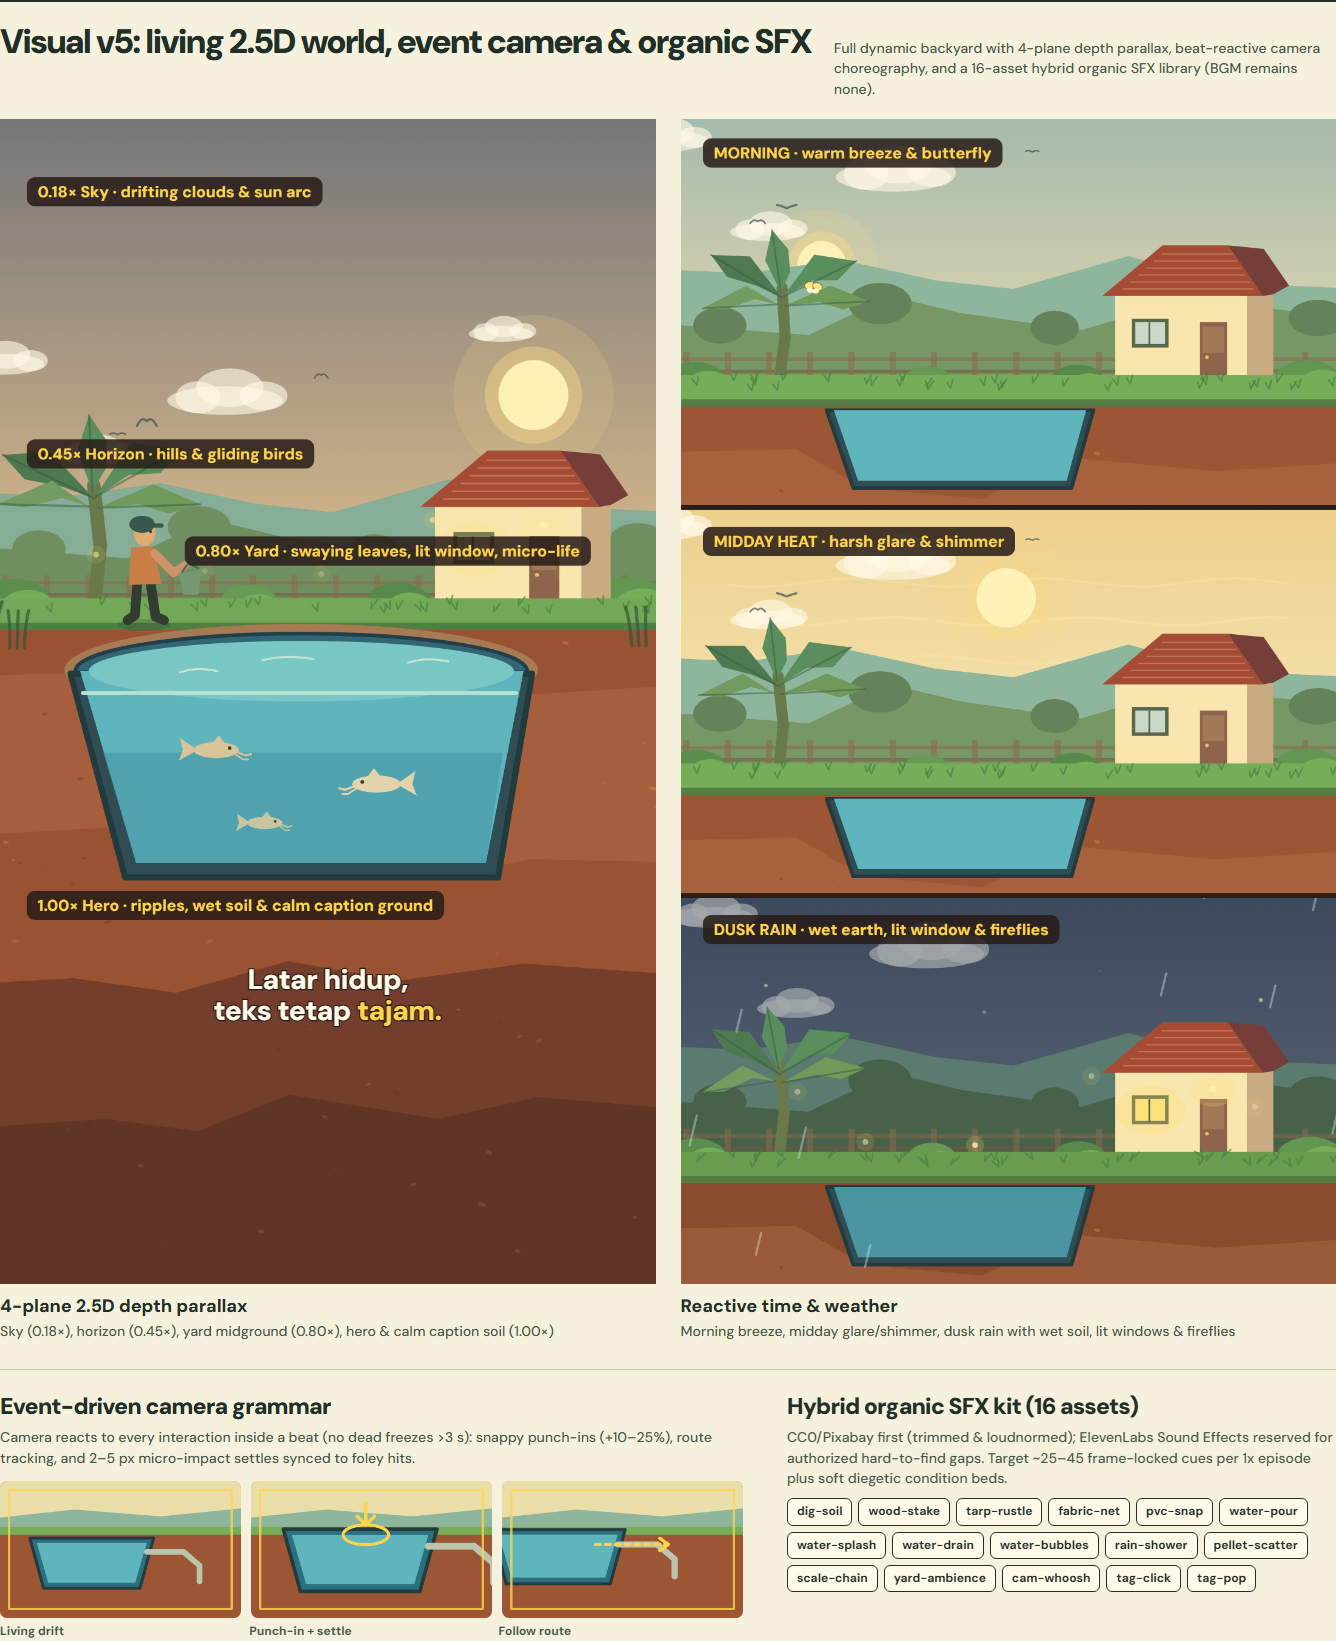 Visual v5: living 2.5D world, event camera & organic SFX
Full dynamic backyard with 4-plane depth parallax, beat-reactive camera
choreography, and a 16-asset hybrid organic SFX library (BGM remains
none).
0.18× Sky · drifting clouds & sun arc
0.45× Horizon · hills & gliding birds
0.80× Yard · swaying leaves, lit window, micro-life
1.00× Hero · ripples, wet soil & calm caption ground
Latar hidup,
teks tetap tajam.
MORNING · warm breeze & butterfly
MIDDAY HEAT · harsh glare & shimmer
DUSK RAIN · wet earth, lit window & fireflies
4-plane 2.5D depth parallax
Sky (0.18×), horizon (0.45×), yard midground (0.80×), hero & calm caption soil (1.00×)
Reactive time & weather
Morning breeze, midday glare/shimmer, dusk rain with wet soil, lit windows & fireflies
Event-driven camera grammar
Camera reacts to every interaction inside a beat (no dead freezes >3 s): snappy punch-ins (+10–25%), route
tracking, and 2–5 px micro-impact settles synced to foley hits.
Living drift
Punch-in + settle
Follow route
Hybrid organic SFX kit (16 assets)
CC0/Pixabay first (trimmed & loudnormed); ElevenLabs Sound Effects reserved for
authorized hard-to-find gaps. Target ~25–45 frame-locked cues per 1x episode
plus soft diegetic condition beds.
dig-soil wood-stake tarp-rustle fabric-net pvc-snap water-pour
water-splash water-drain water-bubbles rain-shower pellet-scatter
scale-chain yard-ambience cam-whoosh tag-click tag-pop